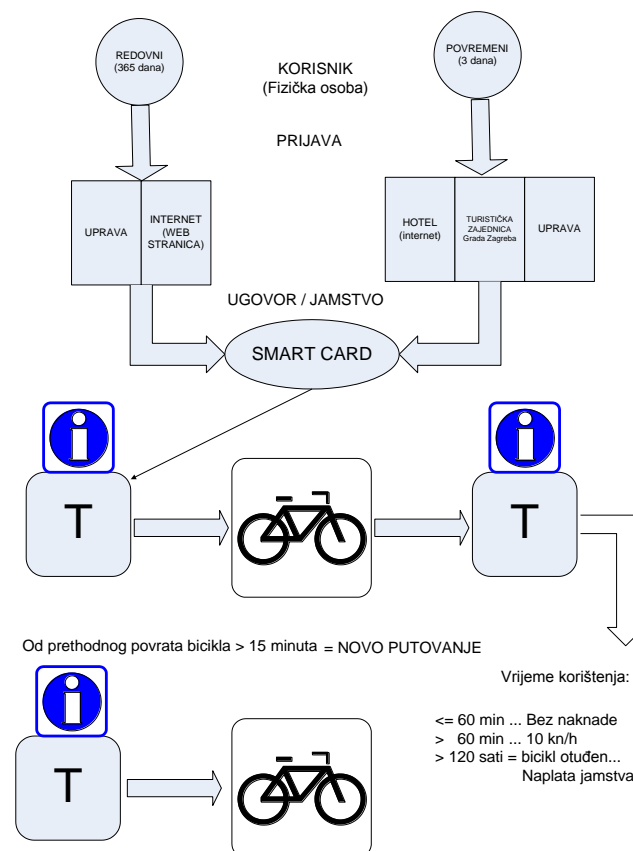 REDOVNI
(365 dana)
KORISNIK
(Fizička osoba)
POVREMENI
(3 dana)
PRIJAVA
UPRAVA
INTERNET
(WEB
STRANICA)
HOTEL
(internet)
TURISTIČKA
ZAJEDNICA
Grada Zagreba
UPRAVA
UGOVOR / JAMSTVO
SMART CARD
T
T
Od prethodnog povrata bicikla > 15 minuta = NOVO PUTOVANJE
Vrijeme korištenja:
<= 60 min ... Bez naknade
> 60 min ... 10 kn/h
> 120 sati = bicikl otuđen...
Naplata jamstva
T